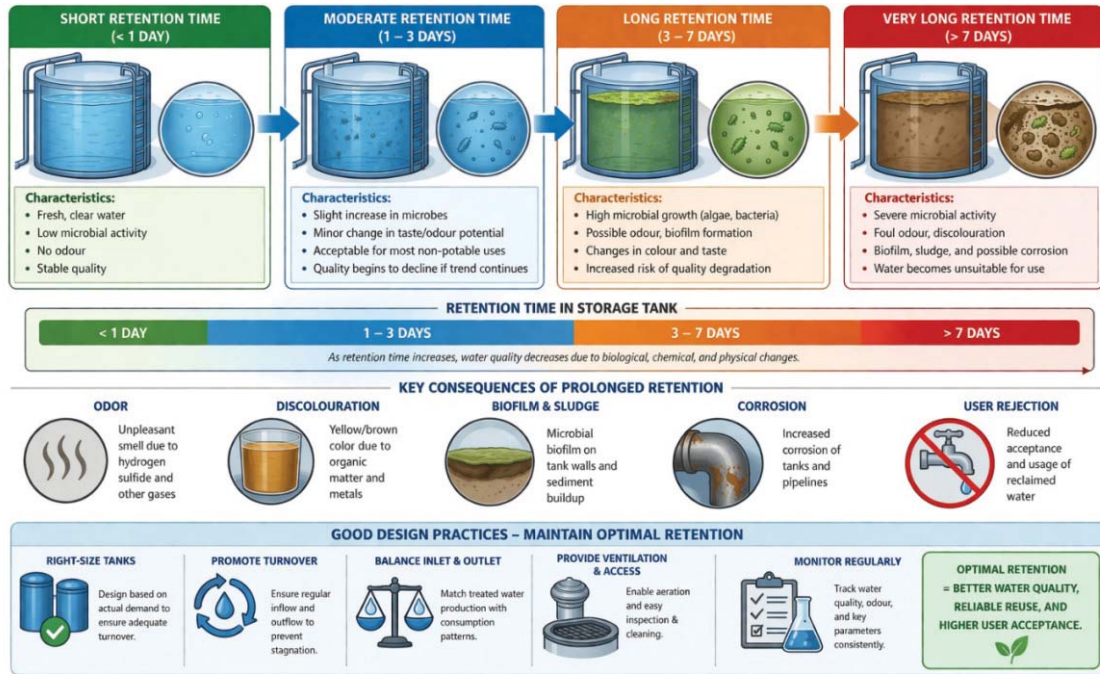 SHORT RETENTION TIME
(< 1 DAY)
Characteristics:
• Fresh, clear water
• Low microbial activity
• No odour
• Stable quality
MODERATE RETENTION TIME
(1 – 3 DAYS)
Characteristics:
• Slight increase in microbes
• Minor change in taste/odour potential
• Acceptable for most non-potable uses
• Quality begins to decline if trend continues
LONG RETENTION TIME
(3 – 7 DAYS)
Characteristics:
• High microbial growth (algae, bacteria)
• Possible odour, biofilm formation
• Changes in colour and taste
• Increased risk of quality degradation
VERY LONG RETENTION TIME
(> 7 DAYS)
Characteristics:
• Severe microbial activity
• Foul odour, discolouration
• Biofilm, sludge, and possible corrosion
• Water becomes unsuitable for use
RETENTION TIME IN STORAGE TANK
< 1 DAY
1 – 3 DAYS
3 – 7 DAYS
> 7 DAYS
As retention time increases, water quality decreases due to biological, chemical, and physical changes.
KEY CONSEQUENCES OF PROLONGED RETENTION
ODOR
Unpleasant
smell due to
hydrogen
sulfide and
other gases
DISCOLOURATION
Yellow/brown
color due to
organic
matter and
metals
BIOFILM & SLUDGE
Microbial
biofilm on
tank walls and
sediment
buildup
CORROSION
Increased
corrosion of
tanks and
pipelines
USER REJECTION
Reduced
acceptance
and usage of
reclaimed
water
GOOD DESIGN PRACTICES – MAINTAIN OPTIMAL RETENTION
RIGHT-SIZE TANKS
Design based on
actual demand to
ensure adequate
turnover.
PROMOTE TURNOVER
Ensure regular
inflow and
outflow to
prevent
stagnation.
BALANCE INLET & OUTLET
Match treated water
production with
consumption
patterns.
PROVIDE VENTILATION
& ACCESS
Enable aeration
and easy
inspection &
cleaning.
MONITOR REGULARLY
Track water
quality, odour,
and key
parameters
consistently.
OPTIMAL RETENTION
= BETTER WATER QUALITY,
RELIABLE REUSE, AND
HIGHER USER ACCEPTANCE.